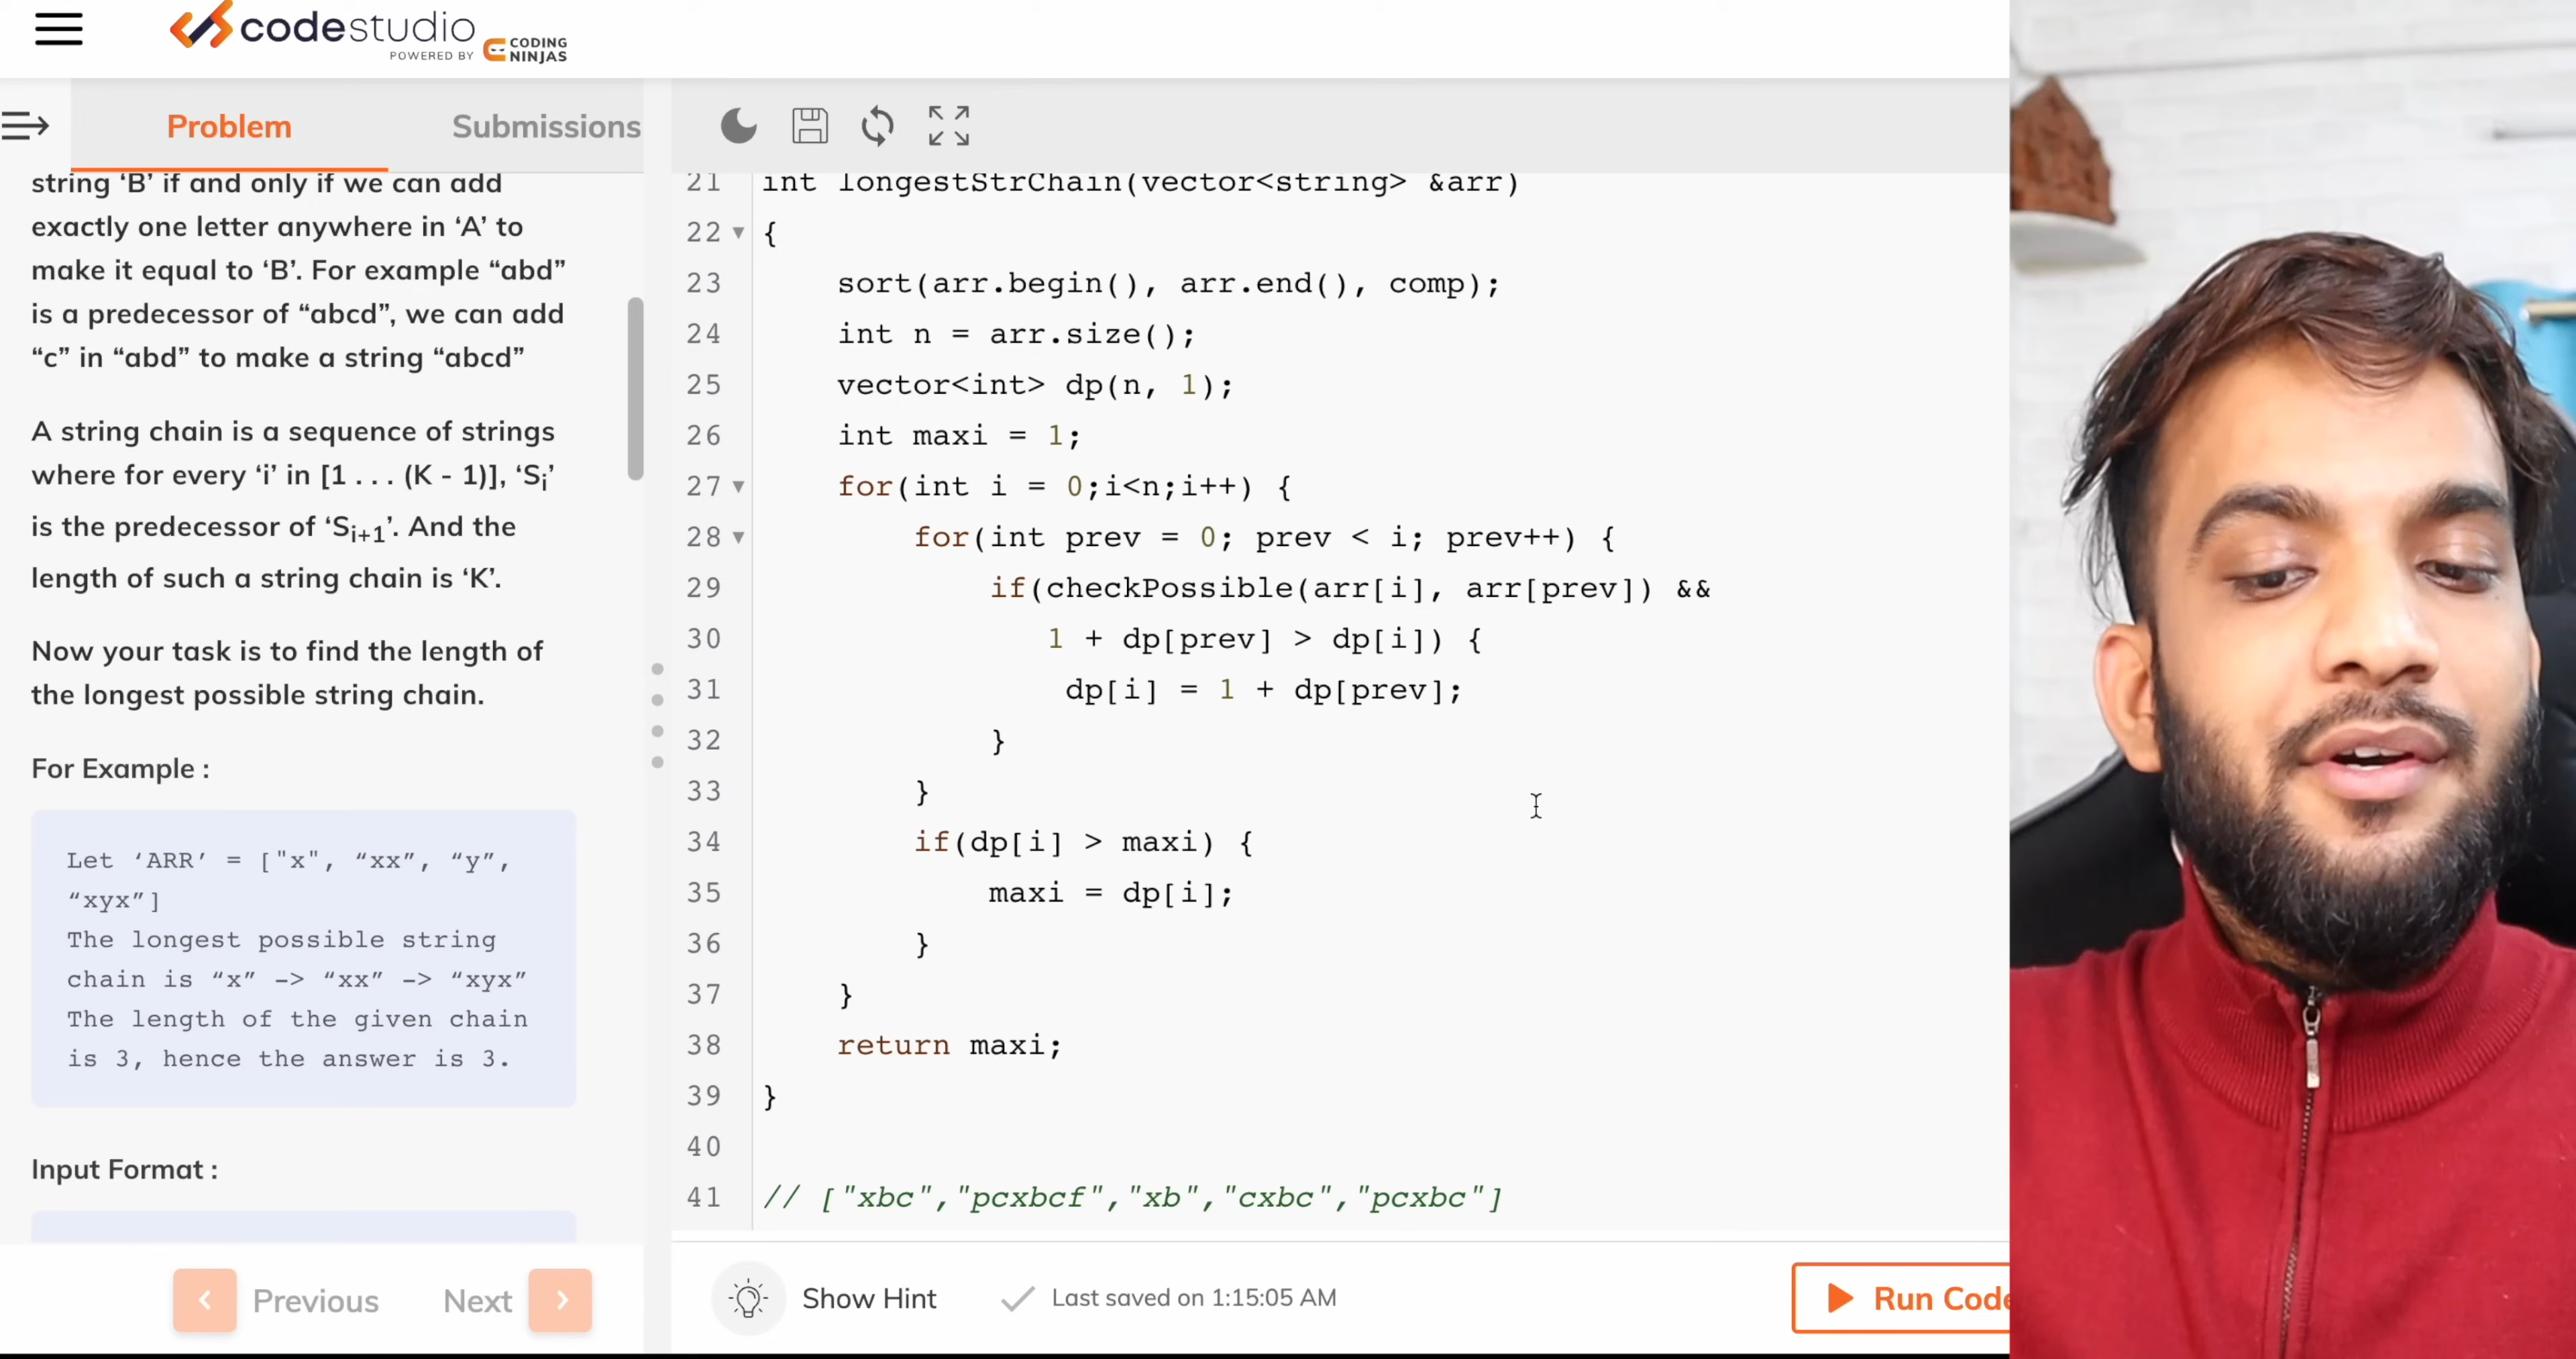 codestudio
POWERED BY CODING NINJAS
Problem Submissions
string ‘B’ if and only if we can add
exactly one letter anywhere in ‘A’ to
make it equal to ‘B’. For example “abd”
is a predecessor of “abcd”, we can add
“c” in “abd” to make a string “abcd”
A string chain is a sequence of strings
where for every ‘i’ in [1 . . . (K - 1)], ‘Si’
is the predecessor of ‘Si+1’. And the
length of such a string chain is ‘K’.
Now your task is to find the length of
the longest possible string chain.
For Example :
Let ‘ARR’ = ["x", “xx”, “y”,
“xyx”]
The longest possible string
chain is “x” -> “xx” -> “xyx”
The length of the given chain
is 3, hence the answer is 3.
Input Format :
Previous Next
21 int longestStrChain(vector<string> &arr)
22 {
23 sort(arr.begin(), arr.end(), comp);
24 int n = arr.size();
25 vector<int> dp(n, 1);
26 int maxi = 1;
27 for(int i = 0;i<n;i++) {
28 for(int prev = 0; prev < i; prev++) {
29 if(checkPossible(arr[i], arr[prev]) &&
30 1 + dp[prev] > dp[i]) {
31 dp[i] = 1 + dp[prev];
32 }
33 }
34 if(dp[i] > maxi) {
35 maxi = dp[i];
36 }
37 }
38 return maxi;
39 }
40
41 // ["xbc","pcxbcf","xb","cxbc","pcxbc"]
Show Hint Last saved on 1:15:05 AM Run Code